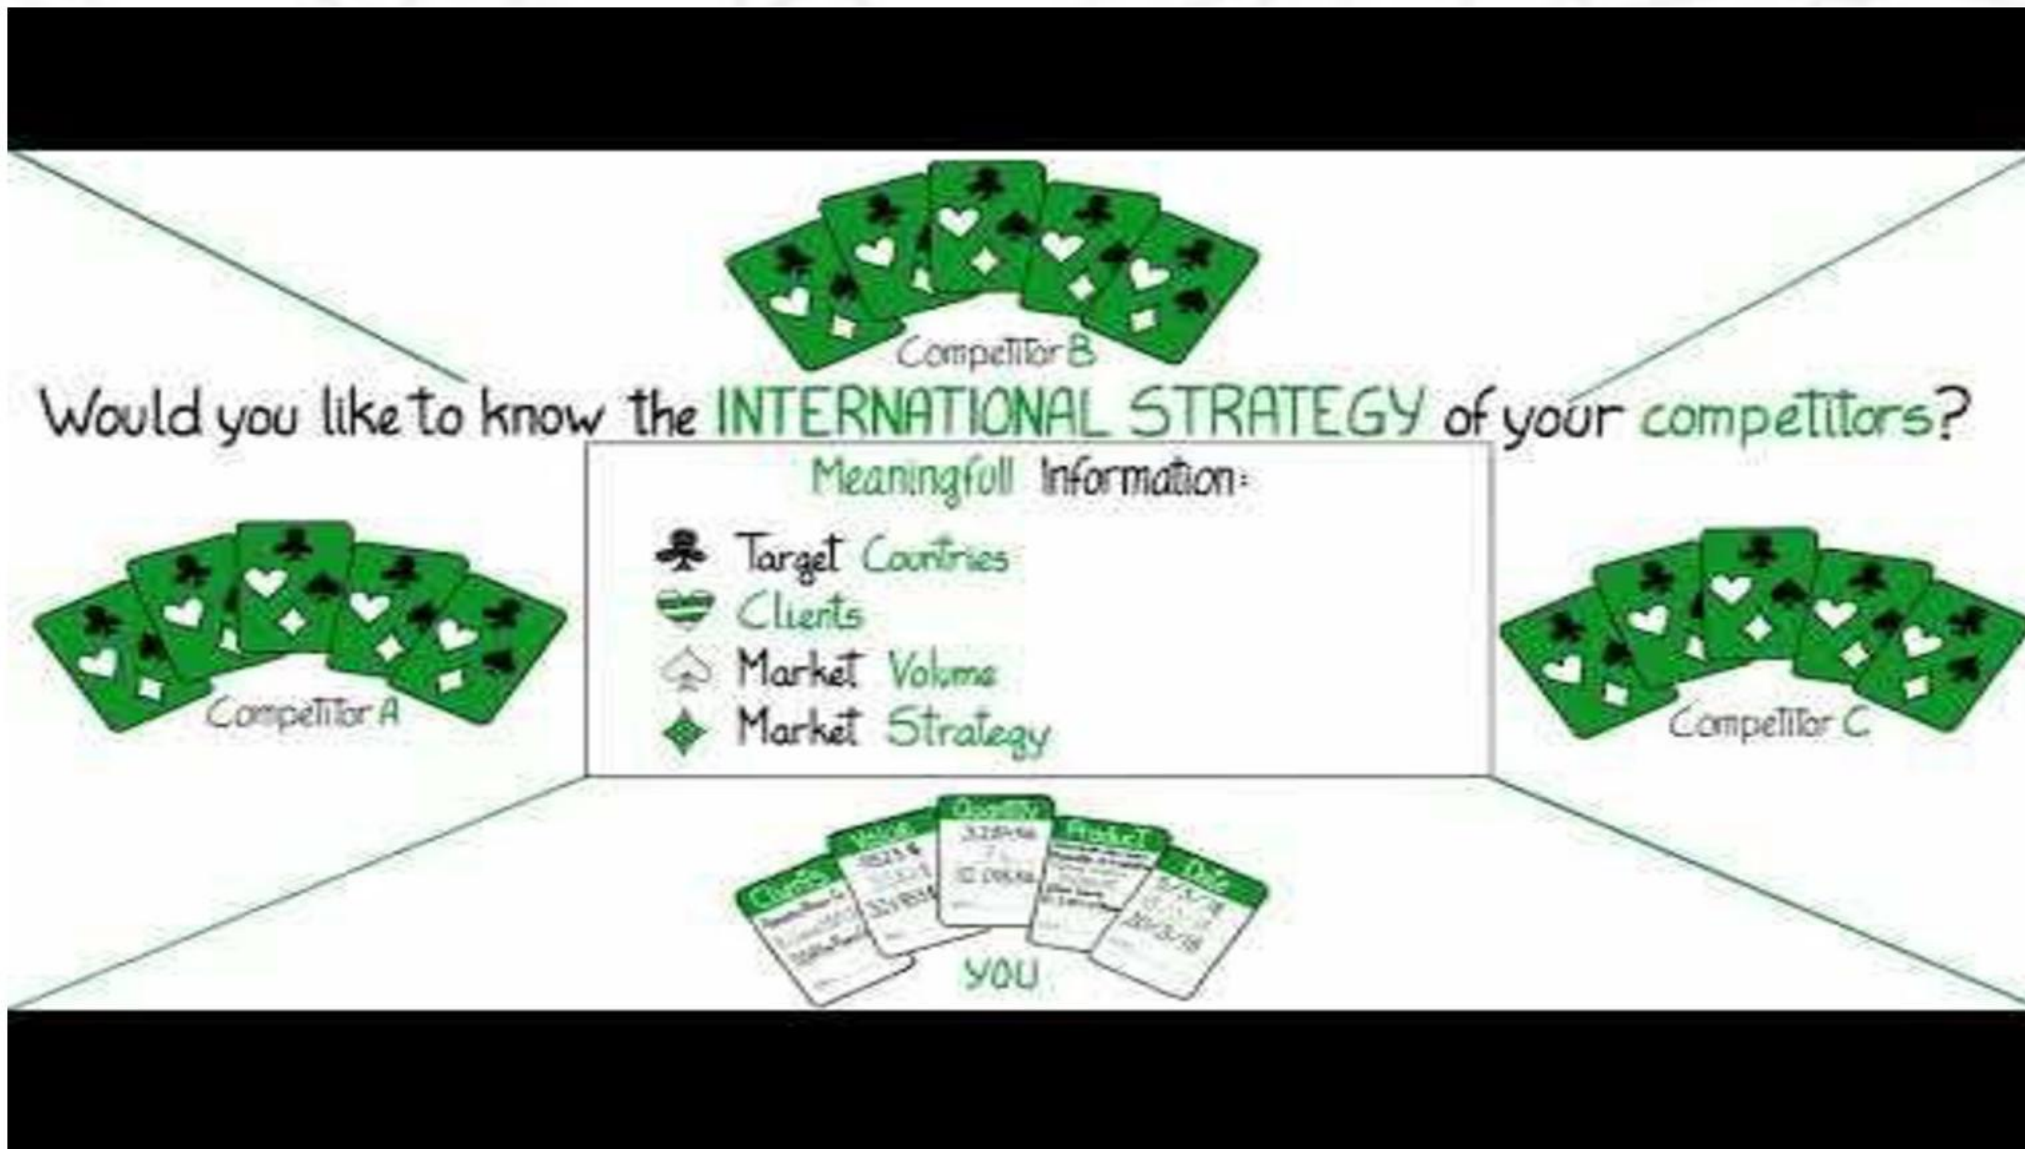 Competitor B
Would you like to know the INTERNATIONAL STRATEGY of your competitors?
Meaningfull Information:
Target Countries
Clients
Market Volume
Market Strategy
Competitor A
Competitor C
Clients
Value
Quantity
Product
Date
YOU